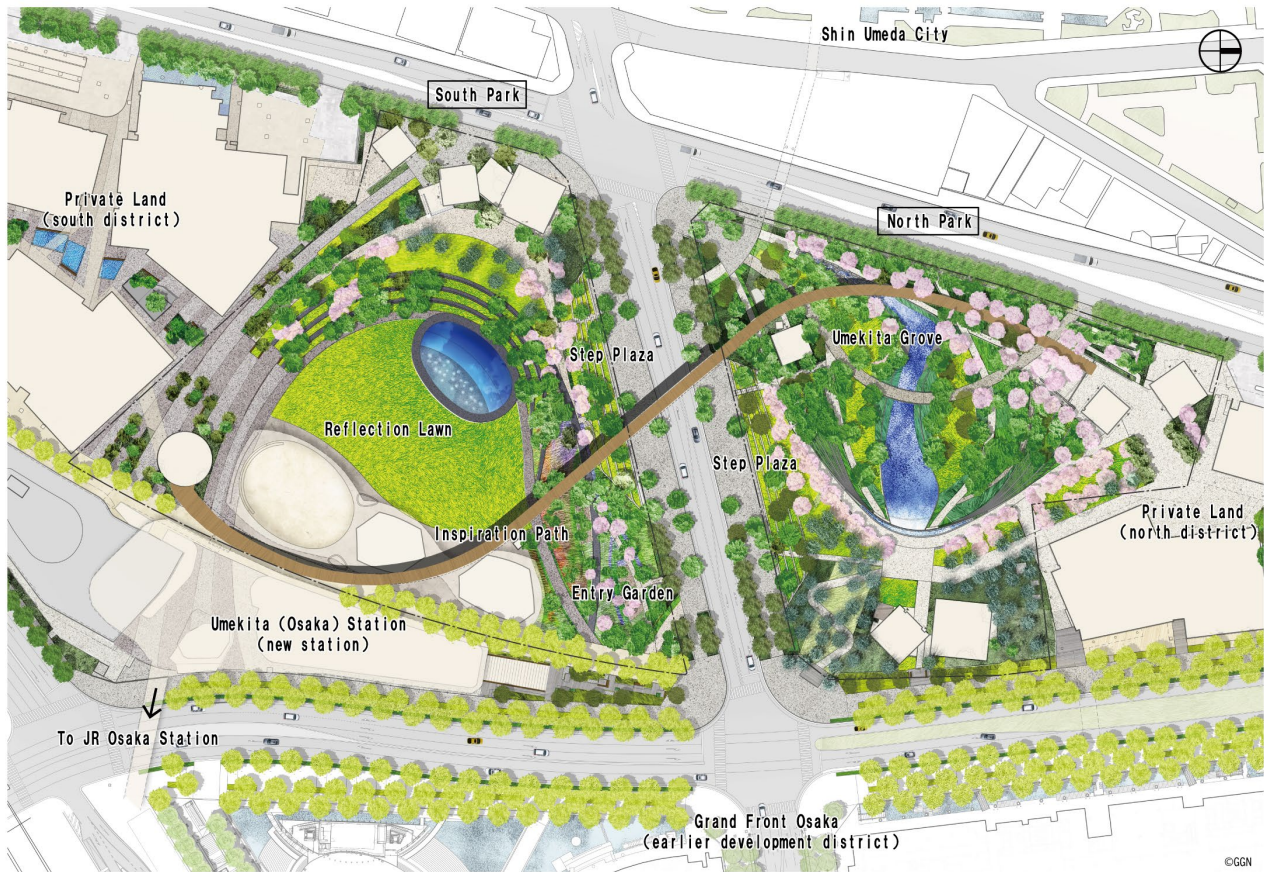 Shin Umeda City
South Park
Private Land
(south district)
North Park
Umekita Grove
Step Plaza
Reflection Lawn
Step Plaza
Inspiration Path
Private Land
(north district)
Entry Garden
Umekita (Osaka) Station
(new station)
To JR Osaka Station
Grand Front Osaka
(earlier development district)
©GGN